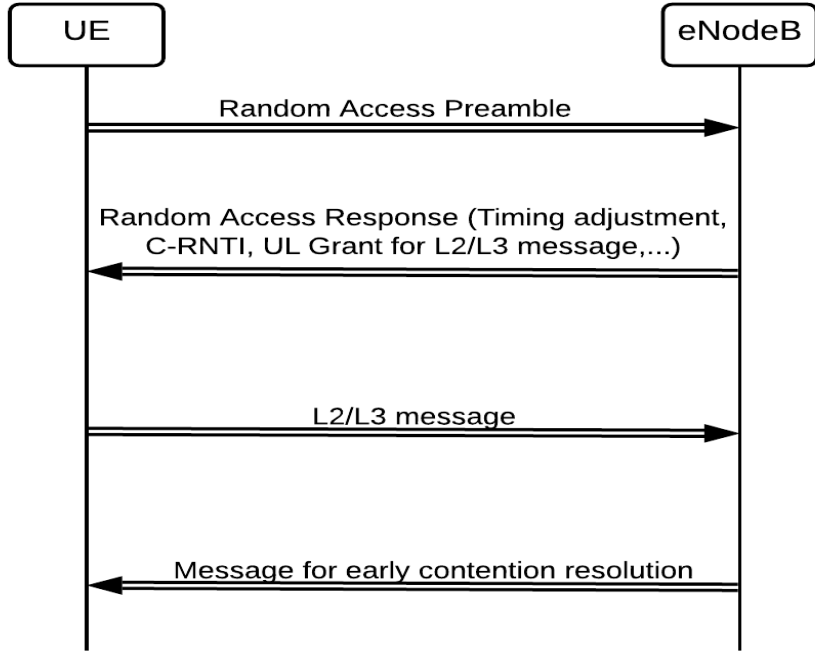 UE
eNodeB
Random Access Preamble
Random Access Response (Timing adjustment,
C-RNTI, UL Grant for L2/L3 message,...)
L2/L3 message
Message for early contention resolution